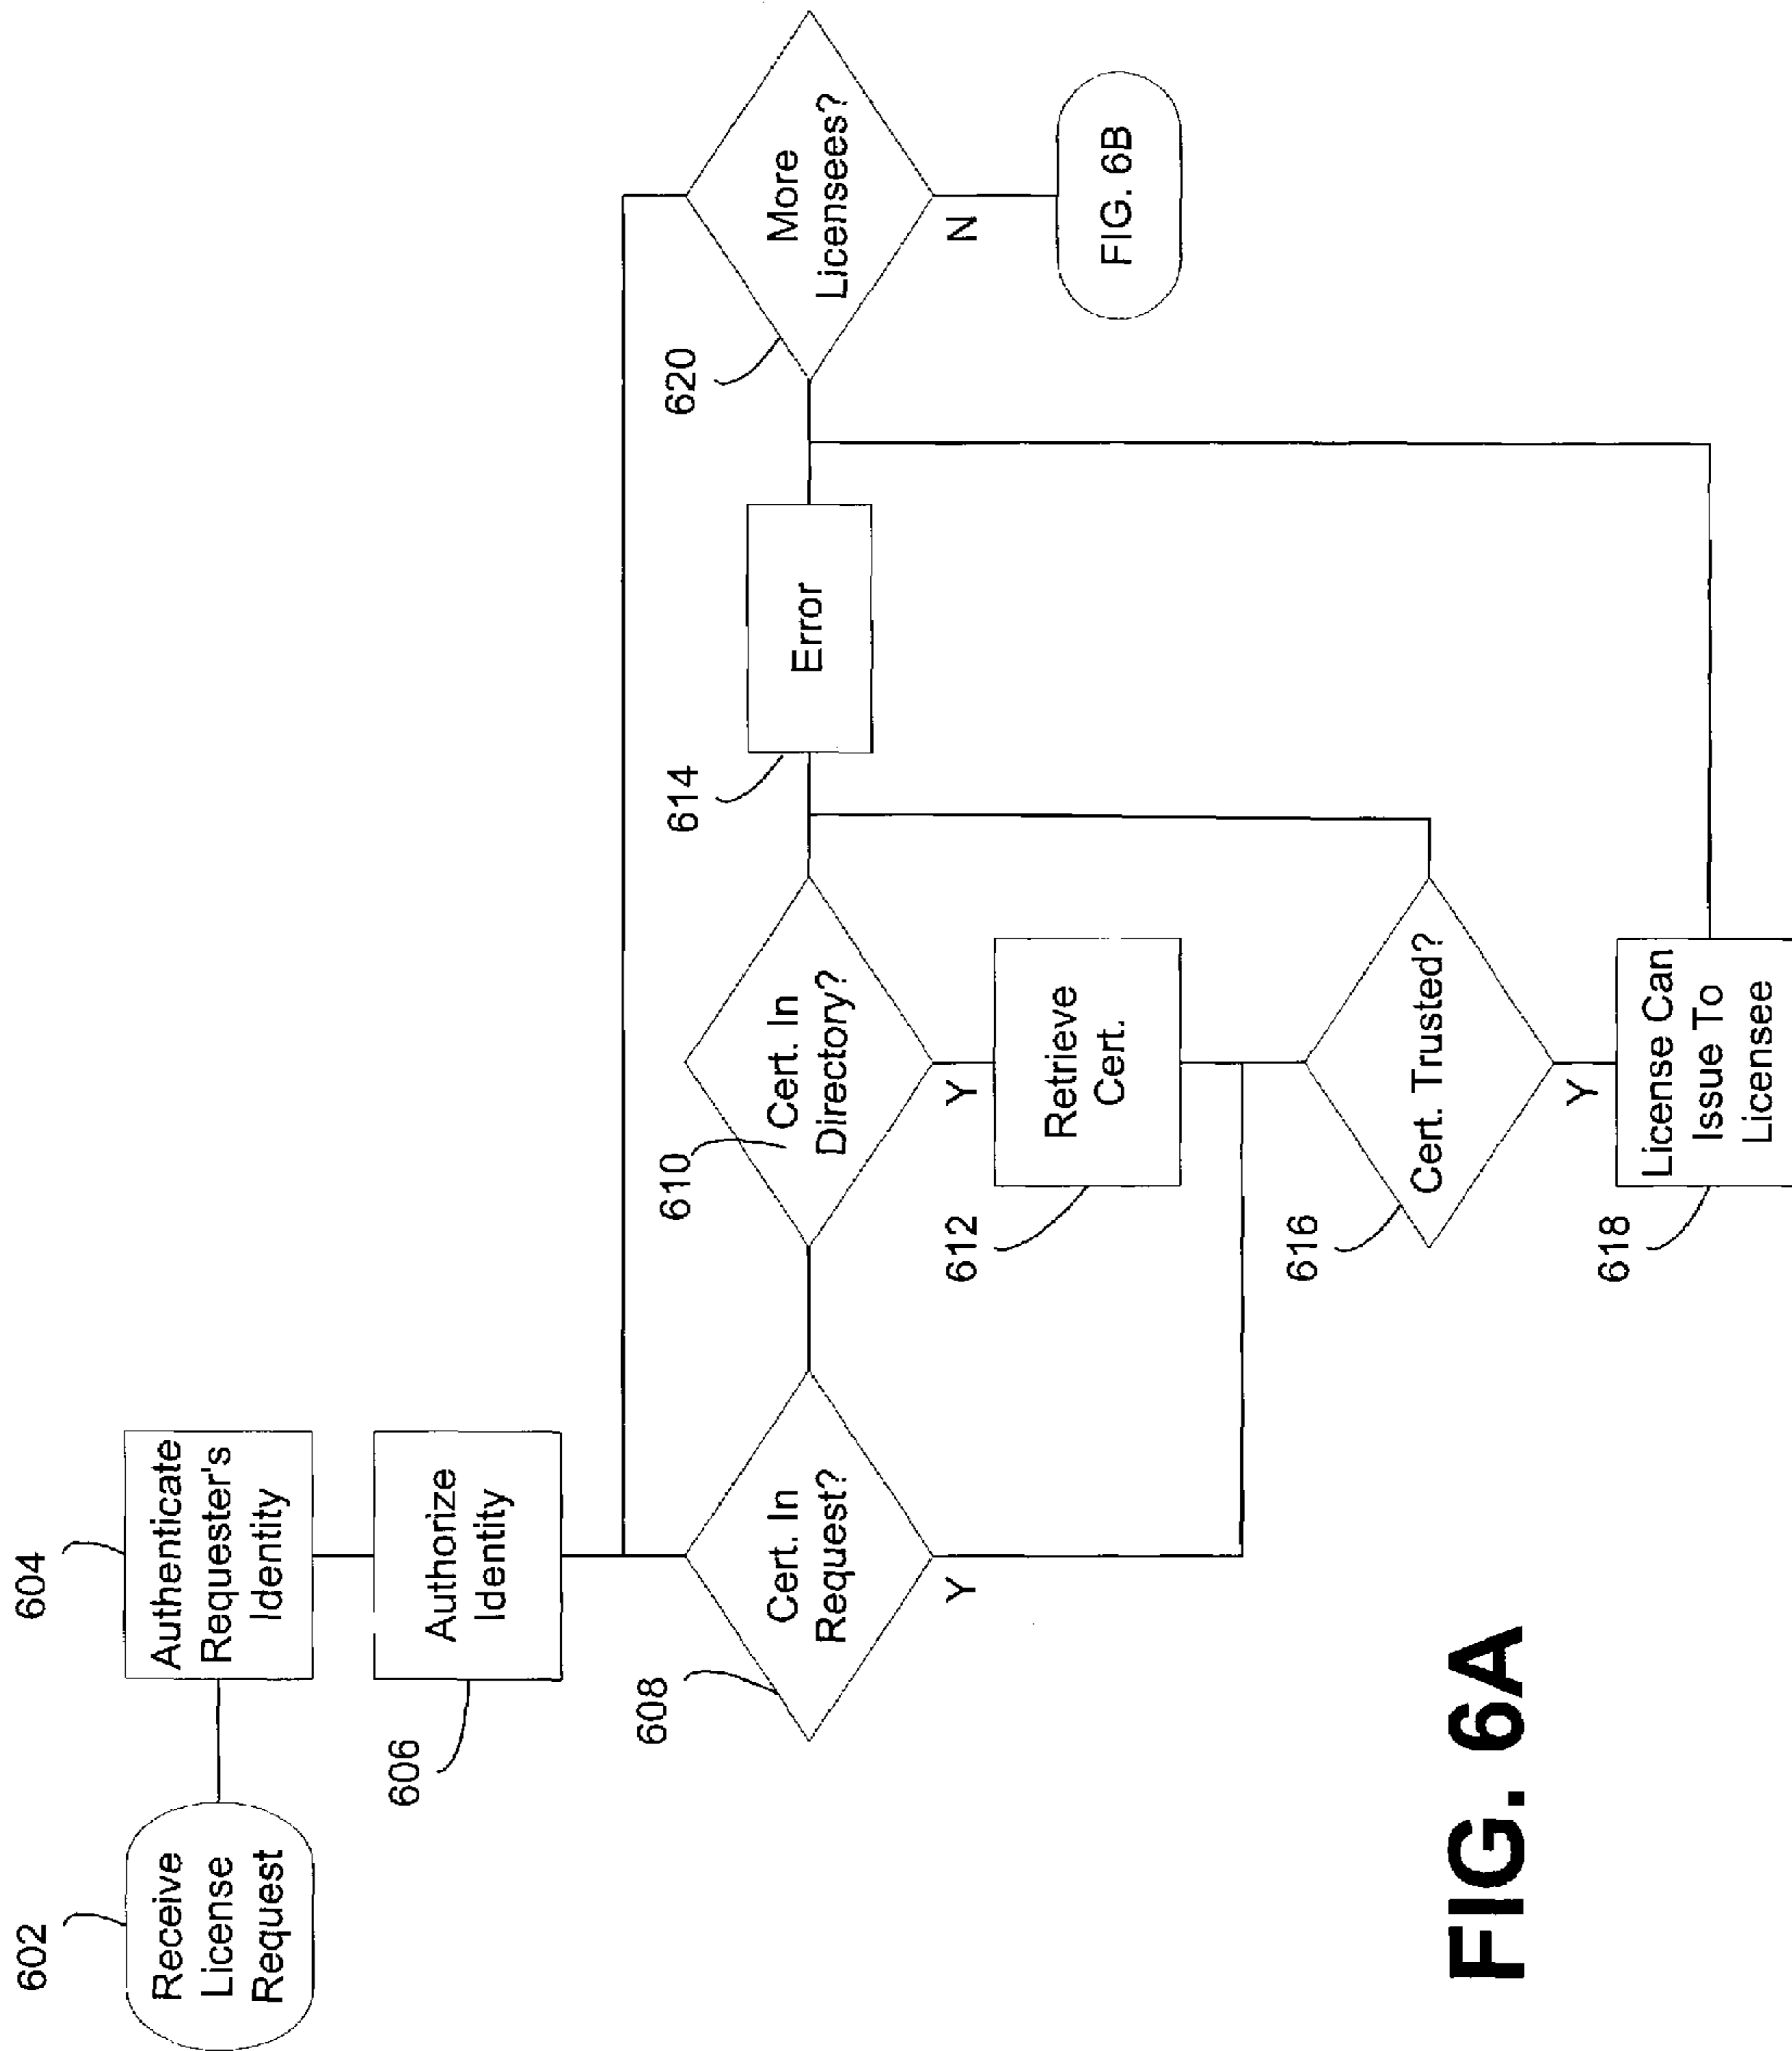 602
Receive
License
Request
604
Authenticate
Requester's
Identity
606
Authorize
Identity
608
Cert. In
Request?
Y
610
Cert. In
Directory?
Y
612
Retrieve
Cert.
614
Error
616
Cert. Trusted?
Y
618
License Can
Issue To
Licensee
620
More
Licensees?
N
FIG. 6B
FIG. 6A